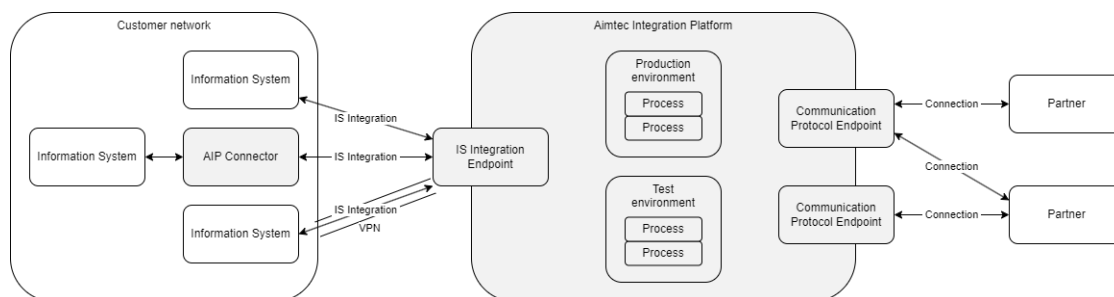 Customer network
Aimtec Integration Platform
Information System
Production
environment
Process
Process
IS Integration
Communication
Protocol Endpoint
Connection
Partner
Information System
AIP Connector
IS Integration
IS Integration
Endpoint
Connection
Test
environment
Process
Process
Information System
IS Integration
VPN
Communication
Protocol Endpoint
Connection
Partner